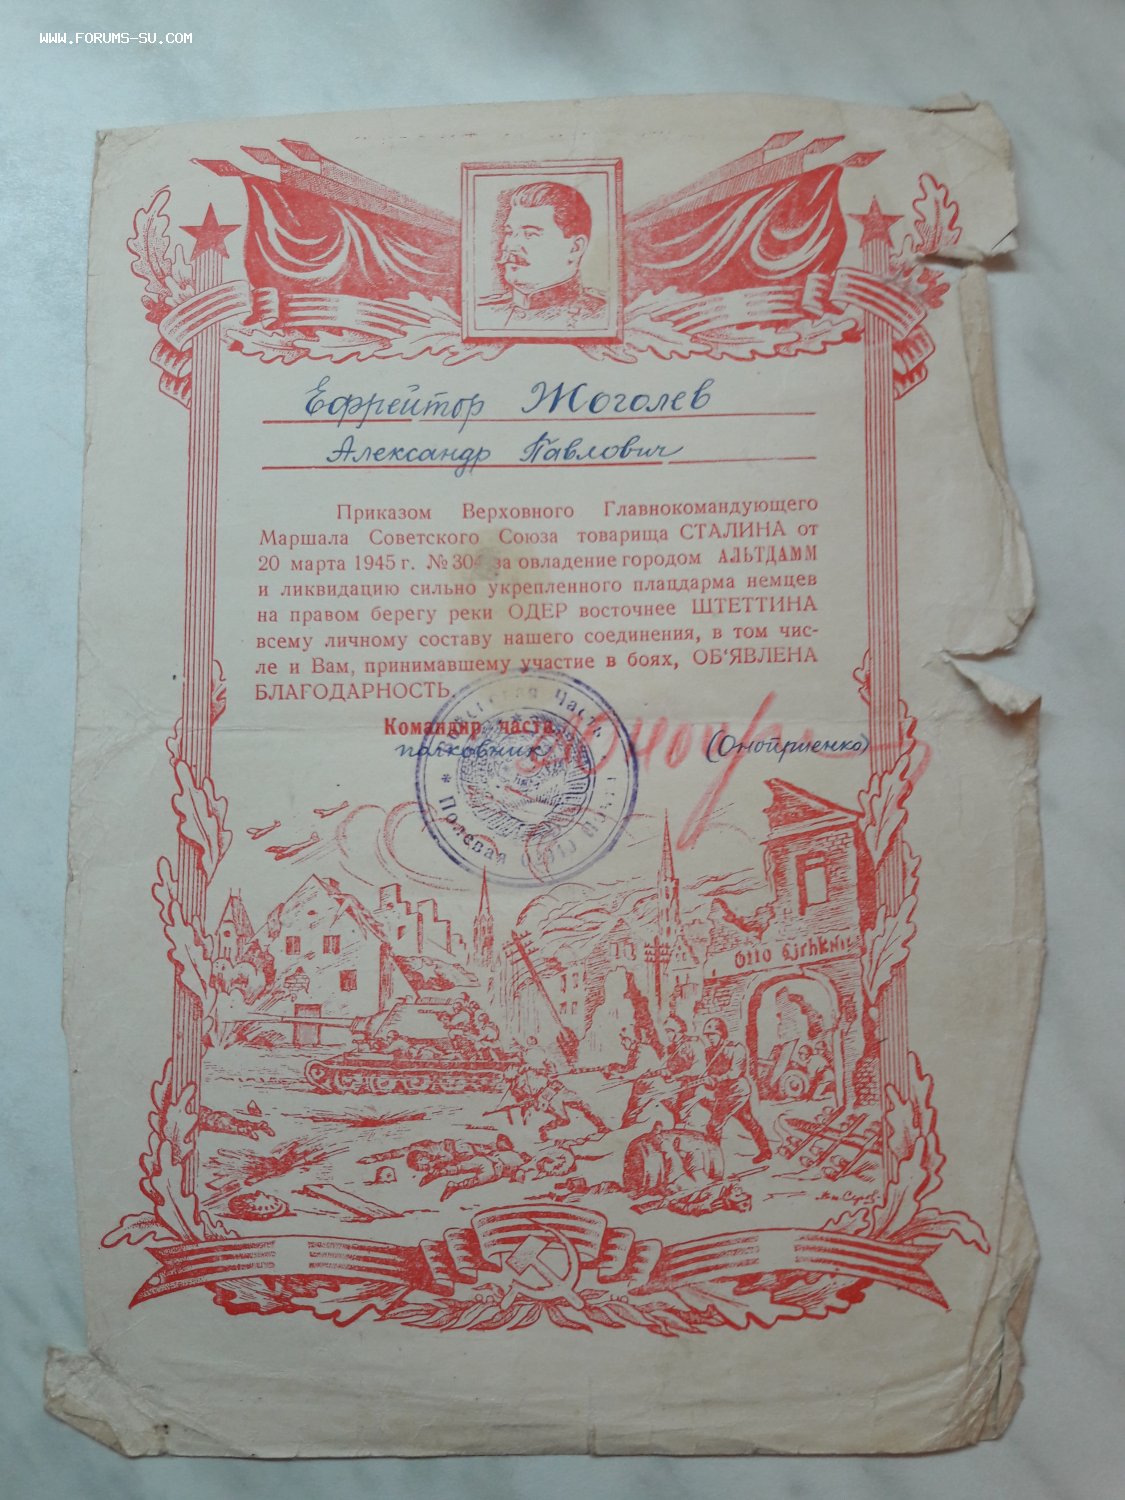 WWW.FORUMS-SU.COM
Ефрейтор Жоголев
Александр Павлович
Приказом Верховного Главнокомандующего
Маршала Советского Союза товарища СТАЛИНА от
20 марта 1945 г. № 304 за овладение городом АЛЬТДАММ
и ликвидацию сильно укрепленного плацдарма немцев
на правом берегу реки ОДЕР восточнее ШТЕТТИНА
всему личному составу нашего соединения, в том чис-
ле и Вам, принимавшему участие в боях, ОБ'ЯВЛЕНА
БЛАГОДАРНОСТЬ.
Командир части
полковник (Оноприенко)
Часть
* Полевая
Otto